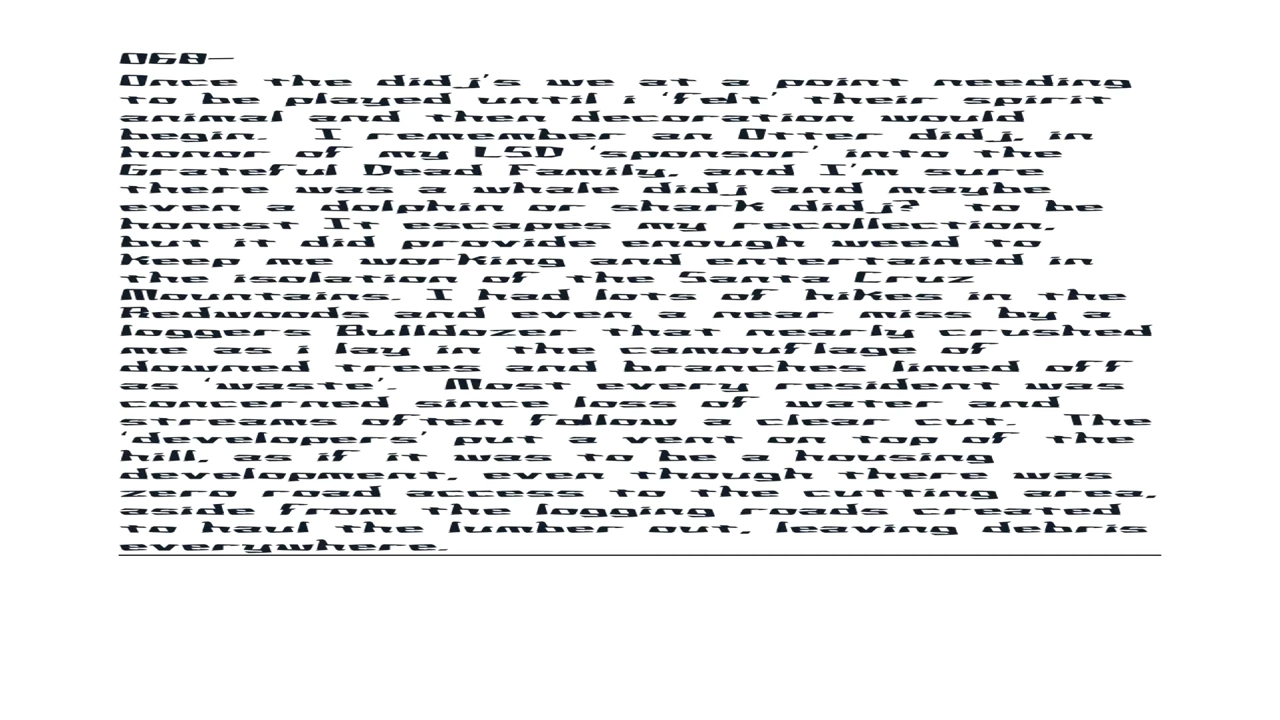 060—
Once the didj's we at a point needing
to be played until i 'felt' their spirit
animal and then decoration would
begin.  I remember an Otter didj, in
honor of my LSD 'sponsor' into the
Grateful Dead Family, and I'm sure
there was a whale didj and maybe
even a dolphin or shark didj?  to be
honest It escapes my recollection,
but it did provide enough weed to
keep me working and entertained in
the isolation of the Santa Cruz
Mountains. I had lots of hikes in the
Redwoods and even a near miss by a
loggers Bulldozer that nearly crushed
me as i lay in the camouflage of
downed trees and branches limed off
as 'waste'.  Most every resident was
concerned since loss of water and
streams often follow a clear cut.  The
'developers' put a vent on top of the
hill, as if it was to be a housing
development, even though there was
zero road access to the cutting area,
aside from the logging roads created
to haul the lumber out, leaving debris
everywhere.